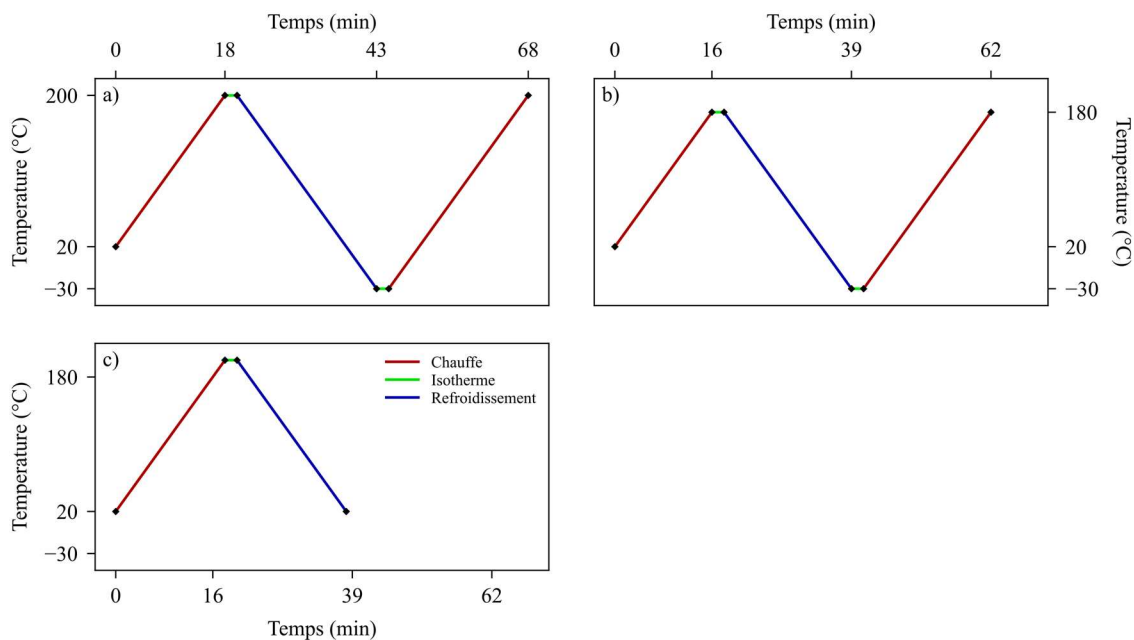 Temps (min)
0 18 43 68
a)
200
20
−30
Temperature (°C)
Temps (min)
0 16 39 62
b)
180
20
−30
Temperature (°C)
c)
180
20
−30
Temperature (°C)
Chauffe
Isotherme
Refroidissement
0 16 39 62
Temps (min)